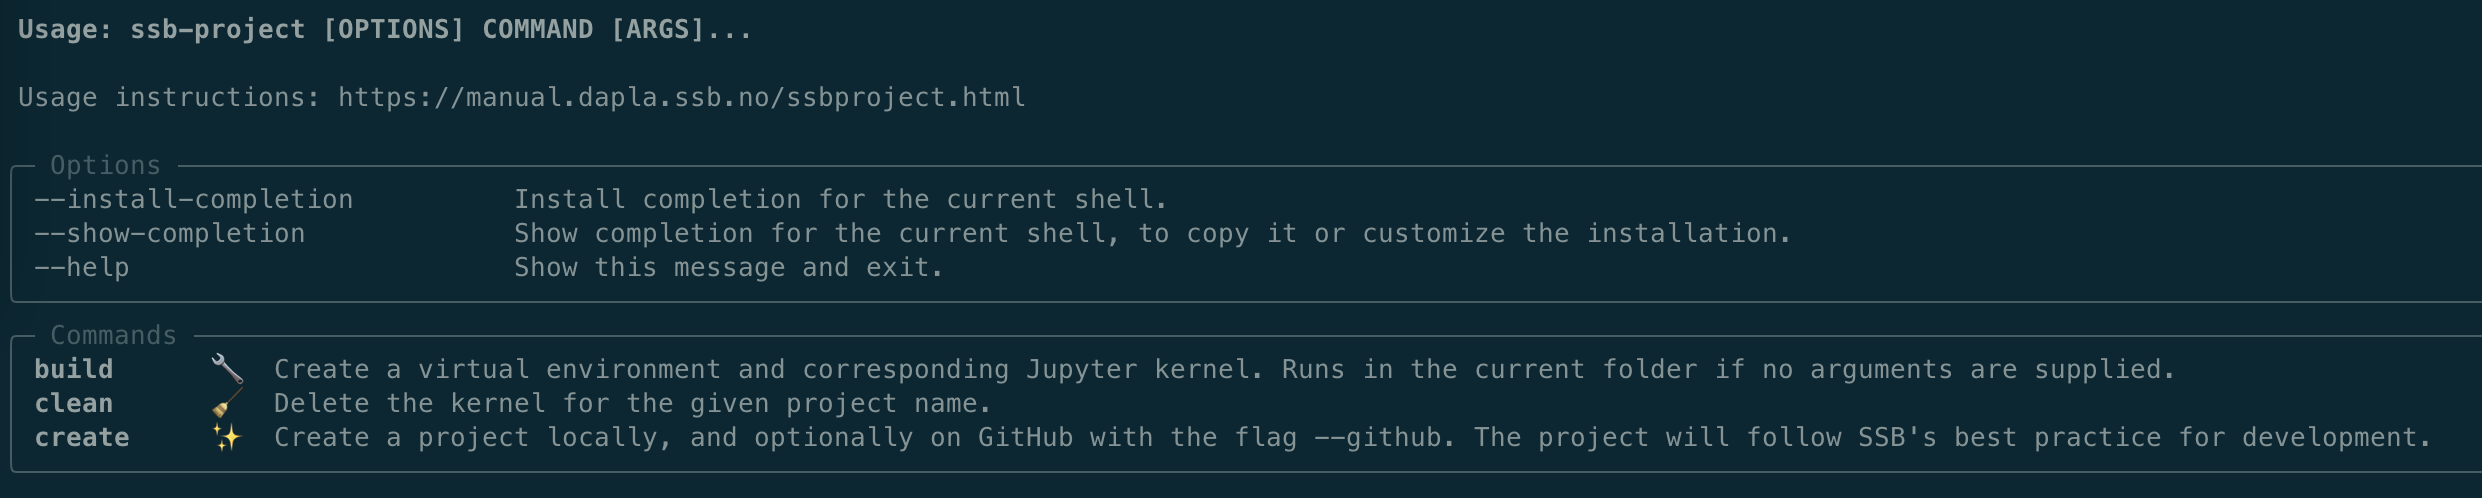 Usage: ssb-project [OPTIONS] COMMAND [ARGS]...
Usage instructions: https://manual.dapla.ssb.no/ssbproject.html
Options
--install-completion Install completion for the current shell.
--show-completion Show completion for the current shell, to copy it or customize the installation.
--help Show this message and exit.
Commands
build 🔧 Create a virtual environment and corresponding Jupyter kernel. Runs in the current folder if no arguments are supplied.
clean 🧹 Delete the kernel for the given project name.
create ✨ Create a project locally, and optionally on GitHub with the flag --github. The project will follow SSB's best practice for development.